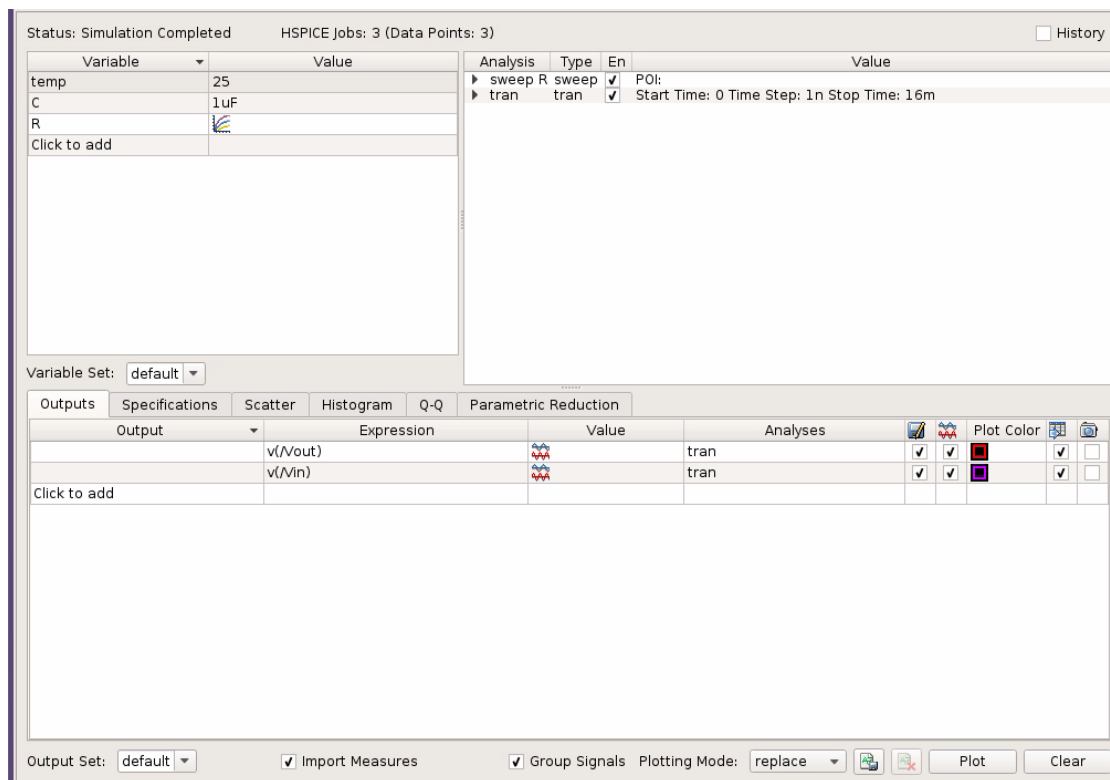 Status: Simulation Completed HSPICE Jobs: 3 (Data Points: 3) History
Variable Value
temp 25
C 1uF
R
Click to add
Analysis Type En Value
sweep R sweep POI:
tran tran Start Time: 0 Time Step: 1n Stop Time: 16m
Variable Set: default
Outputs Specifications Scatter Histogram Q-Q Parametric Reduction
Output Expression Value Analyses Plot Color
v(/Vout) tran
v(/Vin) tran
Click to add
Output Set: default Import Measures Group Signals Plotting Mode: replace Plot Clear